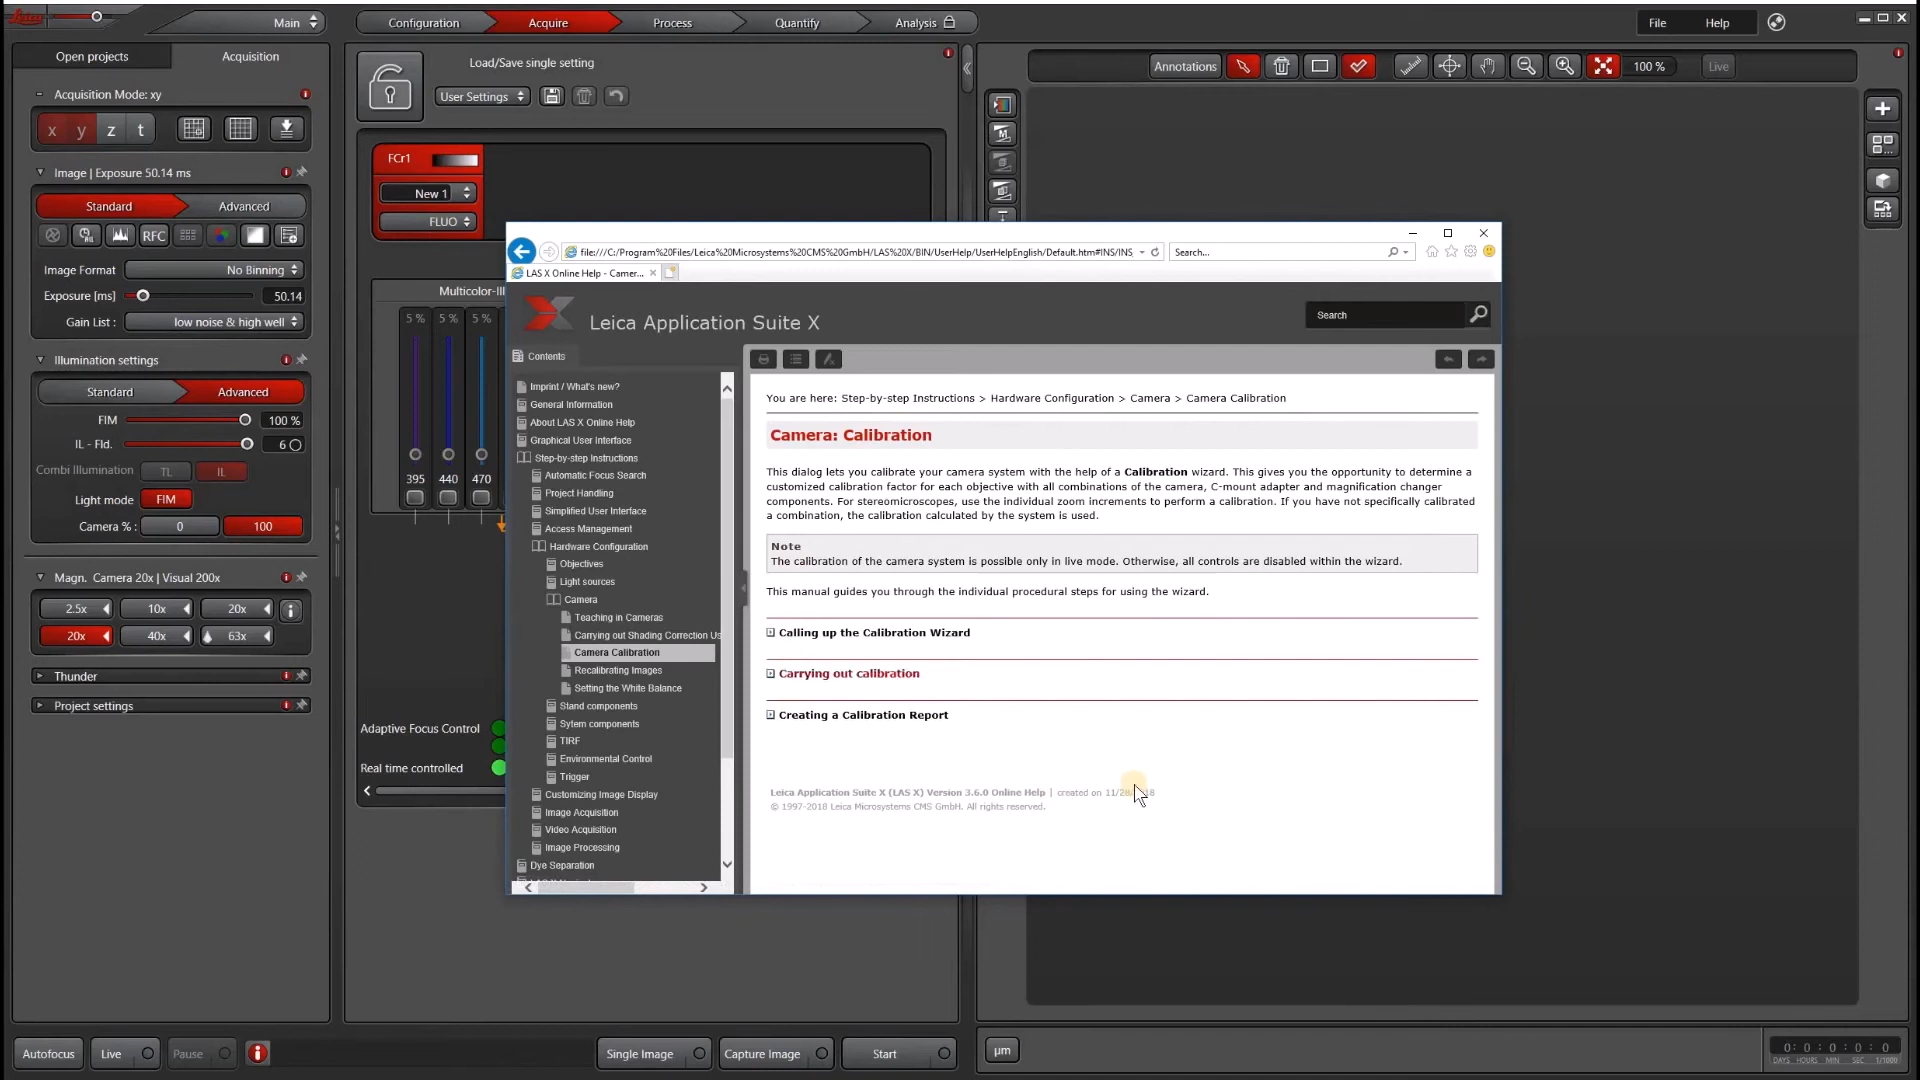 Main
Configuration
Acquire
Process
Quantify
Analysis
File
Help
Open projects
Acquisition
Acquisition Mode: xy
x y z t
Image | Exposure 50.14 ms
Standard
Advanced
RFC
Image Format
No Binning
Exposure [ms]
50.14
Gain List :
low noise & high well
Illumination settings
Standard
Advanced
FIM
100 %
IL - Fld.
6
Combi Illumination
TL
IL
Light mode
FIM
Camera % :
0
100
Magn. Camera 20x | Visual 200x
2.5x
10x
20x
20x
40x
63x
Thunder
Project settings
Load/Save single setting
User Settings
FCr1
New 1
FLUO
5 %
5 %
5 %
395
440
470
Adaptive Focus Control
Real time controlled
Annotations
100 %
Live
file:///C:/Program%20Files/Leica%20Microsystems%20CMS%20GmbH/LAS%20X/BIN/UserHelp/UserHelpEnglish/Default.htm#INS/INS_
Search...
LAS X Online Help - Camer...
Leica Application Suite X
Search
Contents
Imprint / What's new?
General Information
About LAS X Online Help
Graphical User Interface
Step-by-step Instructions
Automatic Focus Search
Project Handling
Simplified User Interface
Access Management
Hardware Configuration
Objectives
Light sources
Camera
Teaching in Cameras
Carrying out Shading Correction Us
Camera Calibration
Recalibrating Images
Setting the White Balance
Stand components
Sytem components
TIRF
Environmental Control
Trigger
Customizing Image Display
Image Acquisition
Video Acquisition
Image Processing
Dye Separation
You are here: Step-by-step Instructions > Hardware Configuration > Camera > Camera Calibration
Camera: Calibration
This dialog lets you calibrate your camera system with the help of a Calibration wizard. This gives you the opportunity to determine a
customized calibration factor for each objective with all combinations of the camera, C-mount adapter and magnification changer
components. For stereomicroscopes, use the individual zoom increments to perform a calibration. If you have not specifically calibrated
a combination, the calibration calculated by the system is used.
Note
The calibration of the camera system is possible only in live mode. Otherwise, all controls are disabled within the wizard.
This manual guides you through the individual procedural steps for using the wizard.
Calling up the Calibration Wizard
Carrying out calibration
Creating a Calibration Report
Leica Application Suite X (LAS X) Version 3.6.0 Online Help | created on
© 1997-2018 Leica Microsystems CMS GmbH. All rights reserved.
Autofocus
Live
Pause
Single Image
Capture Image
Start
µm
0: 0: 0: 0: 0
DAYS HOURS MIN SEC 1/1000